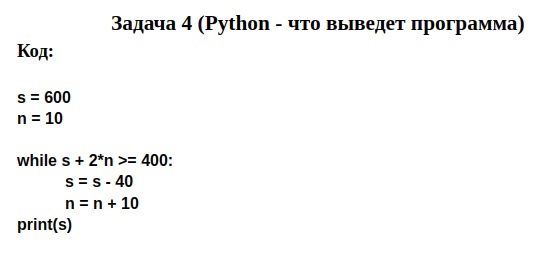 Задача 4 (Python - что выведет программа)
Код:
s = 600
n = 10
while s + 2*n >= 400:
s = s - 40
n = n + 10
print(s)